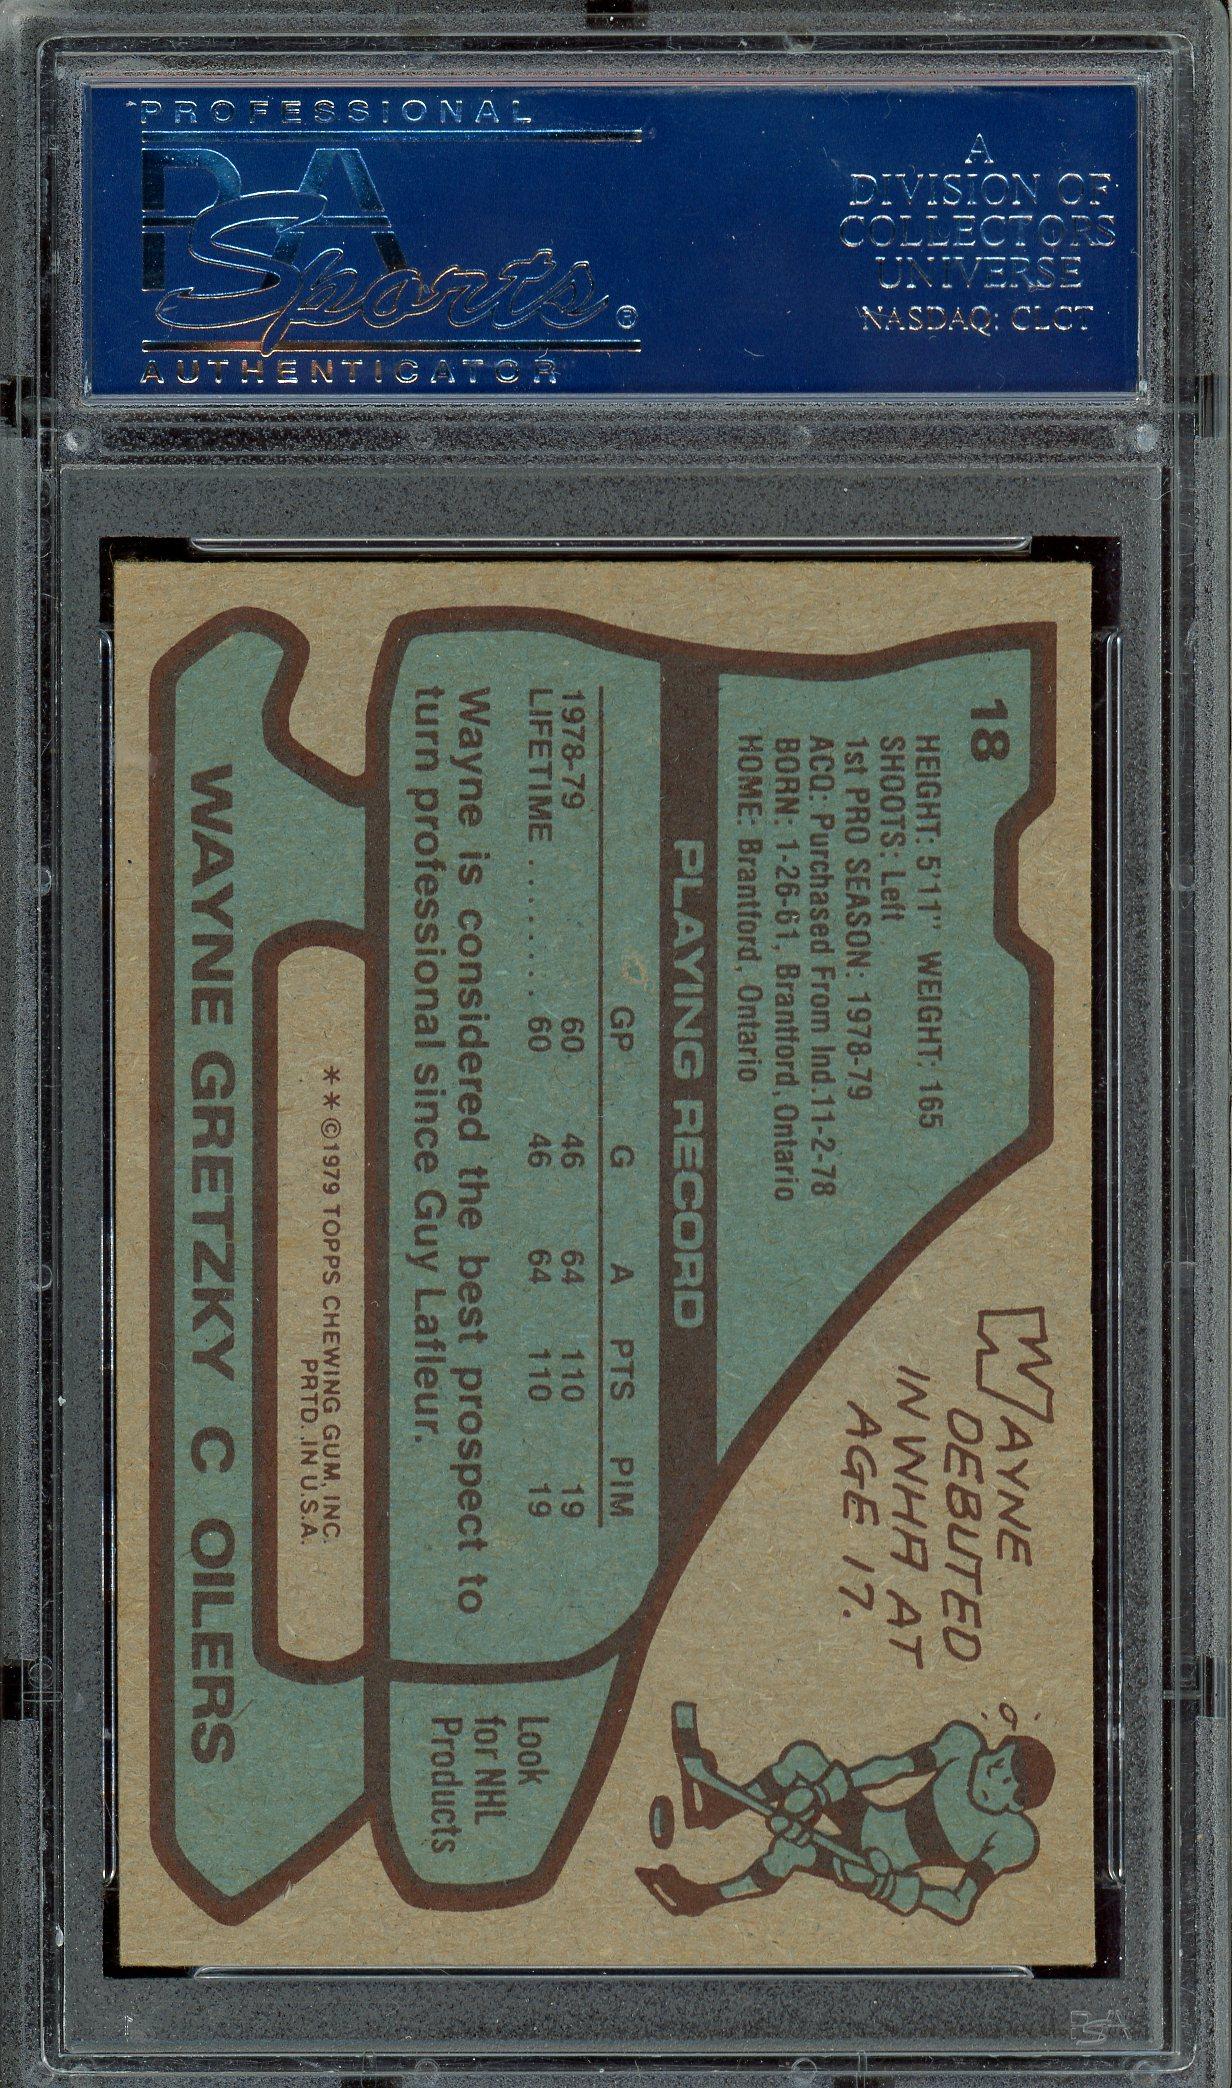 PROFESSIONAL
PSA
Sports®
AUTHENTICATOR
A
DIVISION OF
COLLECTORS
UNIVERSE
NASDAQ: CLCT
18
HEIGHT: 5'11" WEIGHT: 165
SHOOTS: Left
1st PRO SEASON: 1978-79
ACQ: Purchased From Ind. 11-2-78
BORN: 1-26-61, Brantford, Ontario
HOME: Brantford, Ontario
WAYNE
DEBUTED
IN WHA AT
AGE 17.
PLAYING RECORD
GP G A PTS PIM
1978-79 60 46 64 110 19
LIFETIME ........ 60 46 64 110 19
Wayne is considered the best prospect to
turn professional since Guy Lafleur.
Look
for NHL
Products
**©1979 TOPPS CHEWING GUM, INC.
PRTD. IN U.S.A.
WAYNE GRETZKY C OILERS
PSA